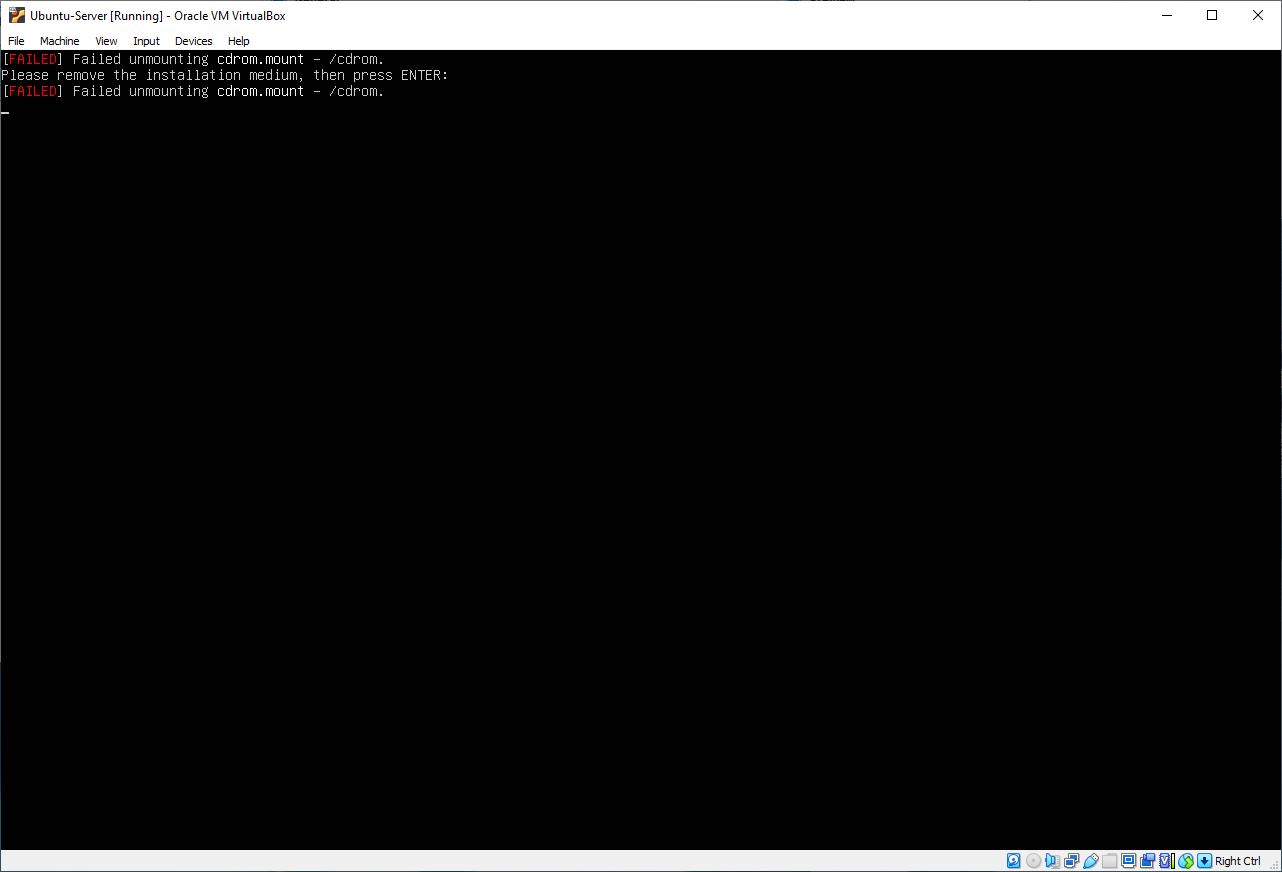 Ubuntu-Server [Running] - Oracle VM VirtualBox
File Machine View Input Devices Help
[FAILED] Failed unmounting cdrom.mount - /cdrom.
Please remove the installation medium, then press ENTER:
[FAILED] Failed unmounting cdrom.mount - /cdrom.
Right Ctrl